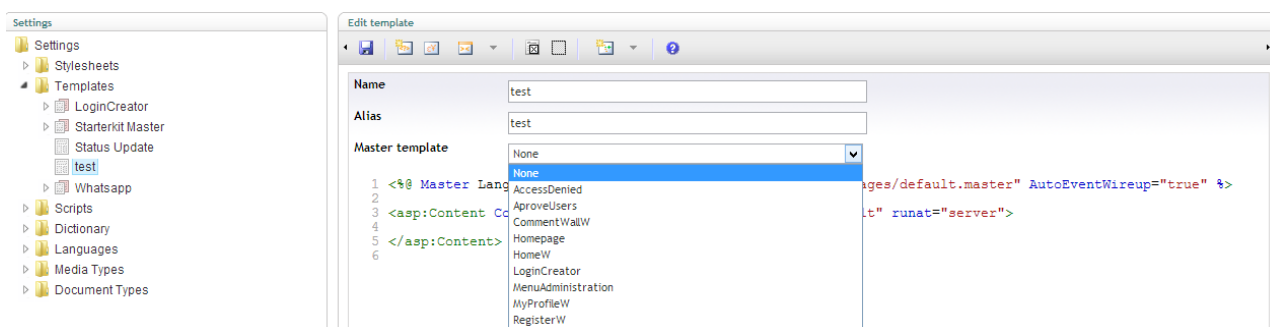 Settings
Settings
Stylesheets
Templates
LoginCreator
Starterkit Master
Status Update
test
Whatsapp
Scripts
Dictionary
Languages
Media Types
Document Types
Edit template
Name test
Alias test
Master template None
None
AccessDenied
AproveUsers
CommentWallW
Homepage
HomeW
LoginCreator
MenuAdministration
MyProfileW
RegisterW
1 <%@ Master Lang ages/default.master" AutoEventWireup="true" %>
2
3 <asp:Content Co lt" runat="server">
4
5 </asp:Content>
6